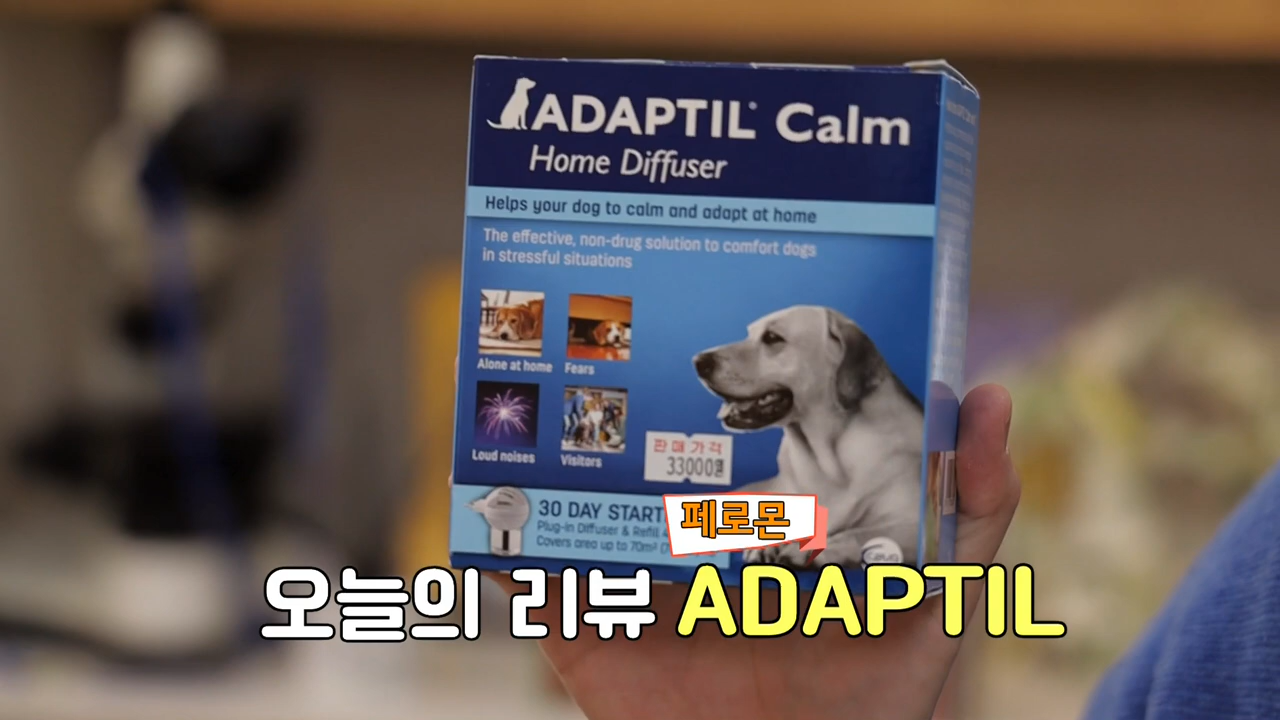 ADAPTIL Calm
Home Diffuser
Helps your dog to calm and adapt at home
The effective, non-drug solution to comfort dogs
in stressful situations
Alone at home
Fears
Loud noises
Visitors
판매가격
33000원
30 DAY START
Plug-in Diffuser & Refill
Covers area up to 70m²
페로몬
오늘의 리뷰 ADAPTIL
ceva